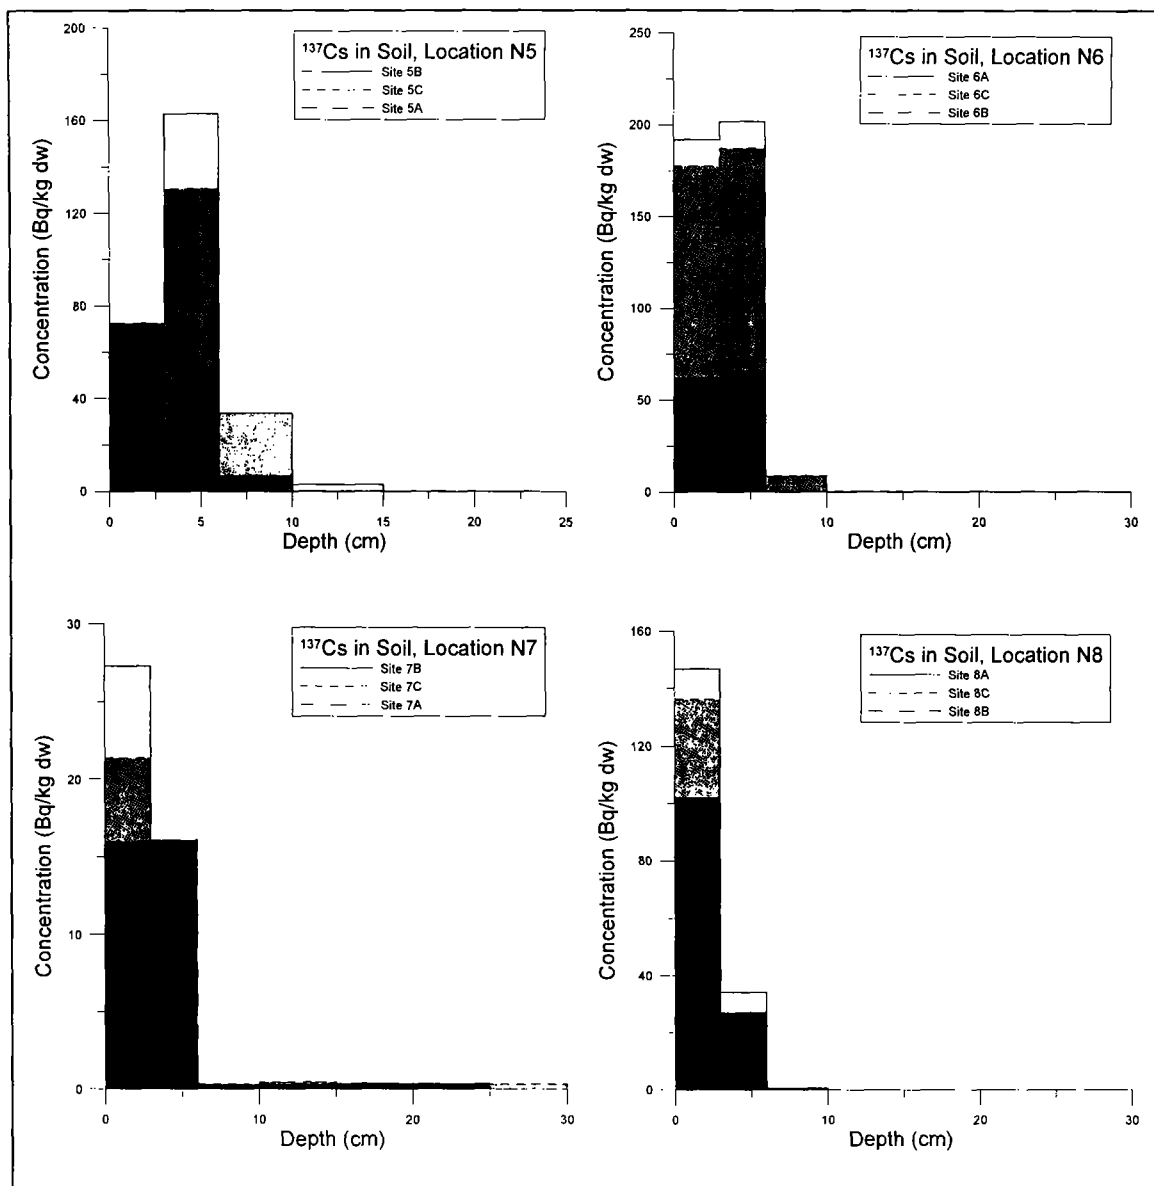 ¹³⁷Cs in Soil, Location N5
Site 5B
Site 5C
Site 5A
Concentration (Bq/kg dw)
200
160
120
80
40
0
0 5 10 15 20 25
Depth (cm)
¹³⁷Cs in Soil, Location N6
Site 6A
Site 6C
Site 6B
Concentration (Bq/kg dw)
250
200
150
100
50
0
0 10 20 30
Depth (cm)
¹³⁷Cs in Soil, Location N7
Site 7B
Site 7C
Site 7A
Concentration (Bq/kg dw)
30
20
10
0
0 10 20 30
Depth (cm)
¹³⁷Cs in Soil, Location N8
Site 8A
Site 8C
Site 8B
Concentration (Bq/kg dw)
160
120
80
40
0
0 10 20 30
Depth (cm)